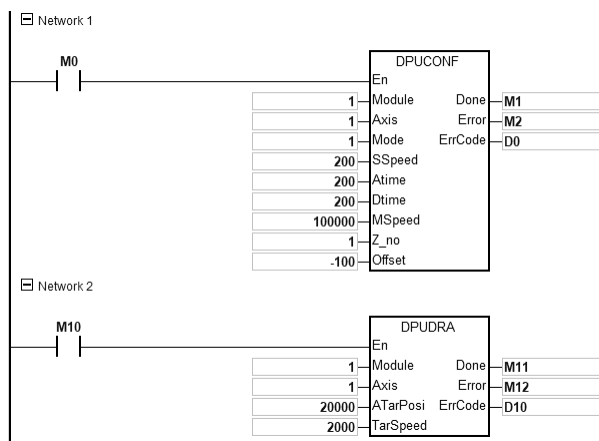 Network 1
M0
DPUCONF
En
1 Module Done M1
1 Axis Error M2
1 Mode ErrCode D0
200 SSpeed
200 Atime
200 Dtime
100000 MSpeed
1 Z_no
-100 Offset
Network 2
M10
DPUDRA
En
1 Module Done M11
1 Axis Error M12
20000 ATarPosi ErrCode D10
2000 TarSpeed